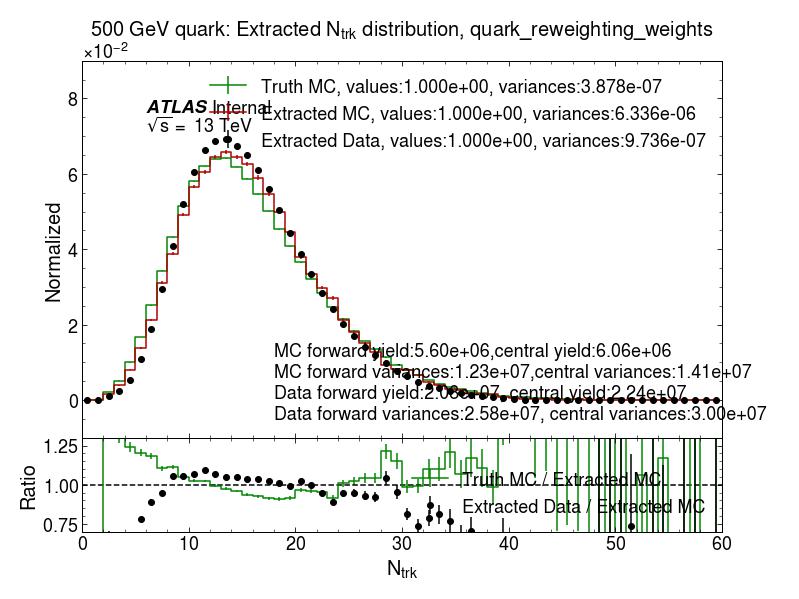 500 GeV quark: Extracted Ntrk distribution, quark_reweighting_weights
×10−2
Truth MC, values:1.000e+00, variances:3.878e-07
ATLAS Internal
Extracted MC, values:1.000e+00, variances:6.336e-06
√s = 13 TeV
Extracted Data, values:1.000e+00, variances:9.736e-07
8
6
4
2
0
Normalized
MC forward yield:5.60e+06,central yield:6.06e+06
MC forward variances:1.23e+07,central variances:1.41e+07
Data forward yield:2.08e+07, central yield:2.24e+07
Data forward variances:2.58e+07, central variances:3.00e+07
1.25
1.00
0.75
Ratio
Truth MC / Extracted MC
Extracted Data / Extracted MC
0 10 20 30 40 50 60
Ntrk